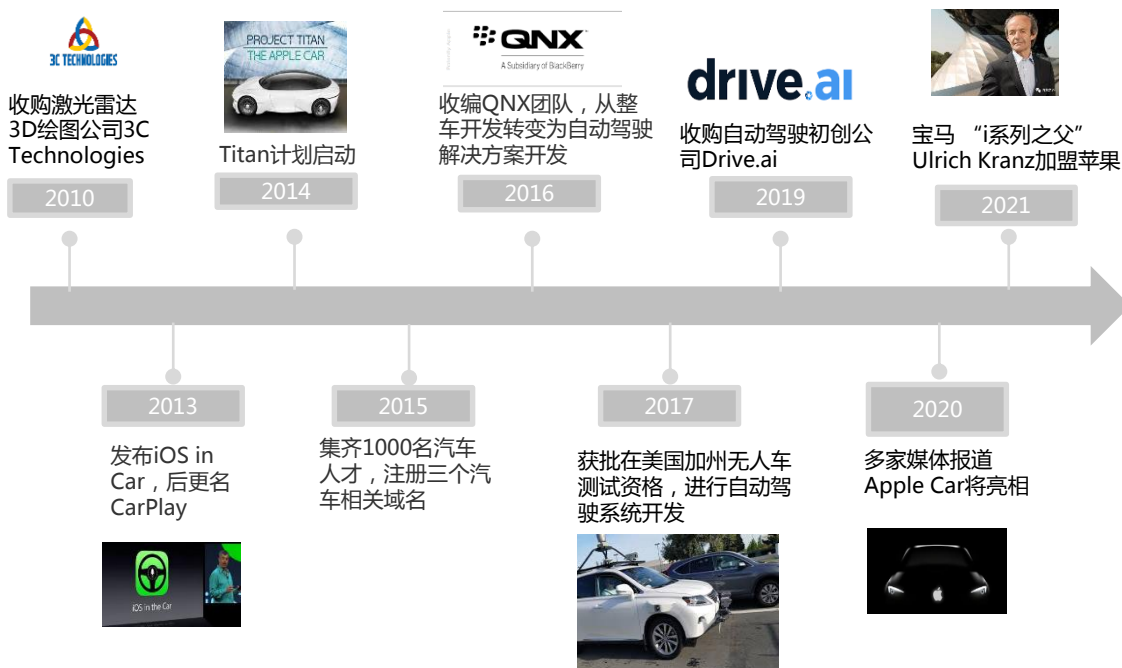 3C TECHNOLOGIES
收购激光雷达
3D绘图公司3C
Technologies
2010
PROJECT TITAN
THE APPLE CAR
Titan计划启动
2014
QNX
A Subsidiary of BlackBerry
收编QNX团队，从整
车开发转变为自动驾驶
解决方案开发
2016
drive.ai
收购自动驾驶初创公
司Drive.ai
2019
宝马 “i系列之父”
Ulrich Kranz加盟苹果
2021
2013
发布iOS in
Car，后更名
CarPlay
iOS in the Car
2015
集齐1000名汽车
人才，注册三个汽
车相关域名
2017
获批在美国加州无人车
测试资格，进行自动驾
驶系统开发
2020
多家媒体报道
Apple Car将亮相